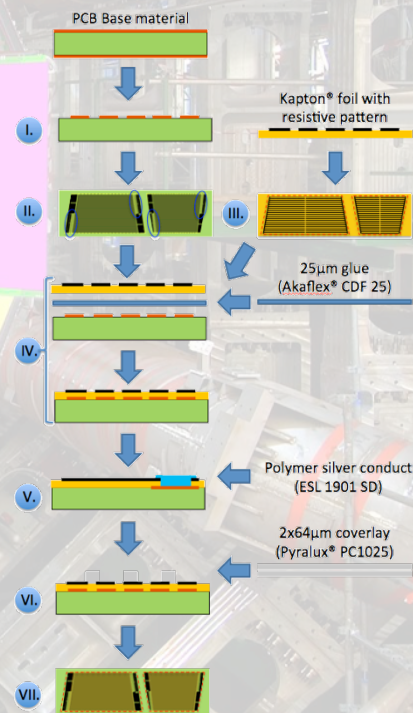 PCB Base material
Kapton® foil with
resistive pattern
I.
II.
III.
25μm glue
(Akaflex® CDF 25)
IV.
Polymer silver conduct
(ESL 1901 SD)
V.
2x64μm coverlay
(Pyralux® PC1025)
VI.
VII.